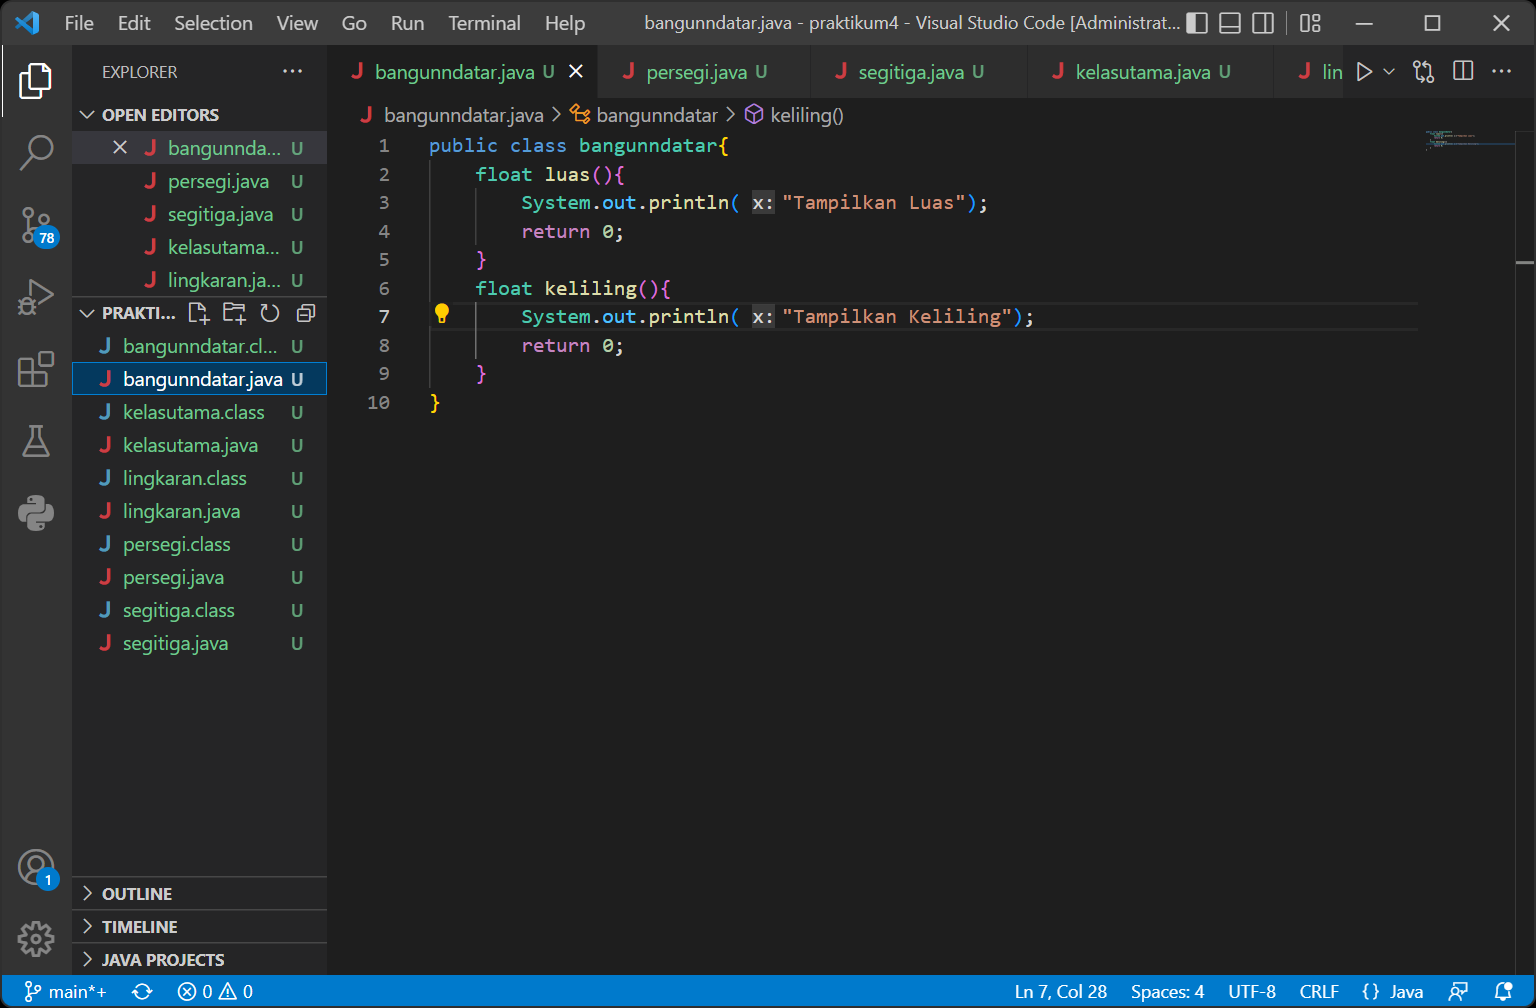 File Edit Selection View Go Run Terminal Help bangunndatar.java - praktikum4 - Visual Studio Code [Administrat...
EXPLORER
OPEN EDITORS
bangunnda... U
persegi.java U
segitiga.java U
kelasutama... U
lingkaran.ja... U
78
PRAKTI...
bangunndatar.cl... U
bangunndatar.java U
kelasutama.class U
kelasutama.java U
lingkaran.class U
lingkaran.java U
persegi.class U
persegi.java U
segitiga.class U
segitiga.java U
1
OUTLINE
TIMELINE
JAVA PROJECTS
bangunndatar.java U persegi.java U segitiga.java U kelasutama.java U lin
bangunndatar.java > bangunndatar > keliling()
1 public class bangunndatar{
2 float luas(){
3 System.out.println( x: "Tampilkan Luas");
4 return 0;
5 }
6 float keliling(){
7 System.out.println( x: "Tampilkan Keliling");
8 return 0;
9 }
10 }
main*+ 0 0 Ln 7, Col 28 Spaces: 4 UTF-8 CRLF {} Java